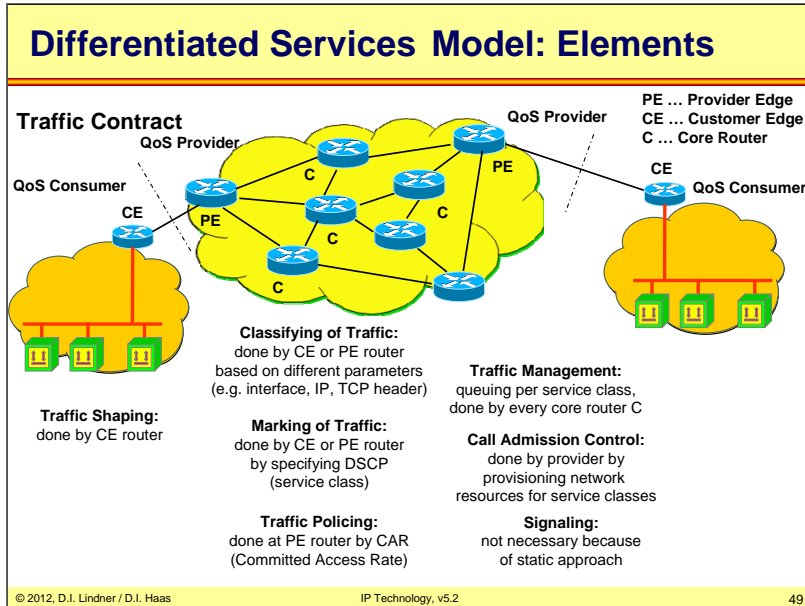 Differentiated Services Model: Elements
PE … Provider Edge
CE … Customer Edge
C … Core Router
Traffic Contract
QoS Provider
QoS Provider
QoS Consumer
CE
PE
C
C
C
C
PE
CE
QoS Consumer
Classifying of Traffic:
done by CE or PE router
based on different parameters
(e.g. interface, IP, TCP header)
Traffic Management:
queuing per service class,
done by every core router C
Traffic Shaping:
done by CE router
Marking of Traffic:
done by CE or PE router
by specifying DSCP
(service class)
Call Admission Control:
done by provider by
provisioning network
resources for service classes
Traffic Policing:
done at PE router by CAR
(Committed Access Rate)
Signaling:
not necessary because
of static approach
© 2012, D.I. Lindner / D.I. Haas
IP Technology, v5.2
49